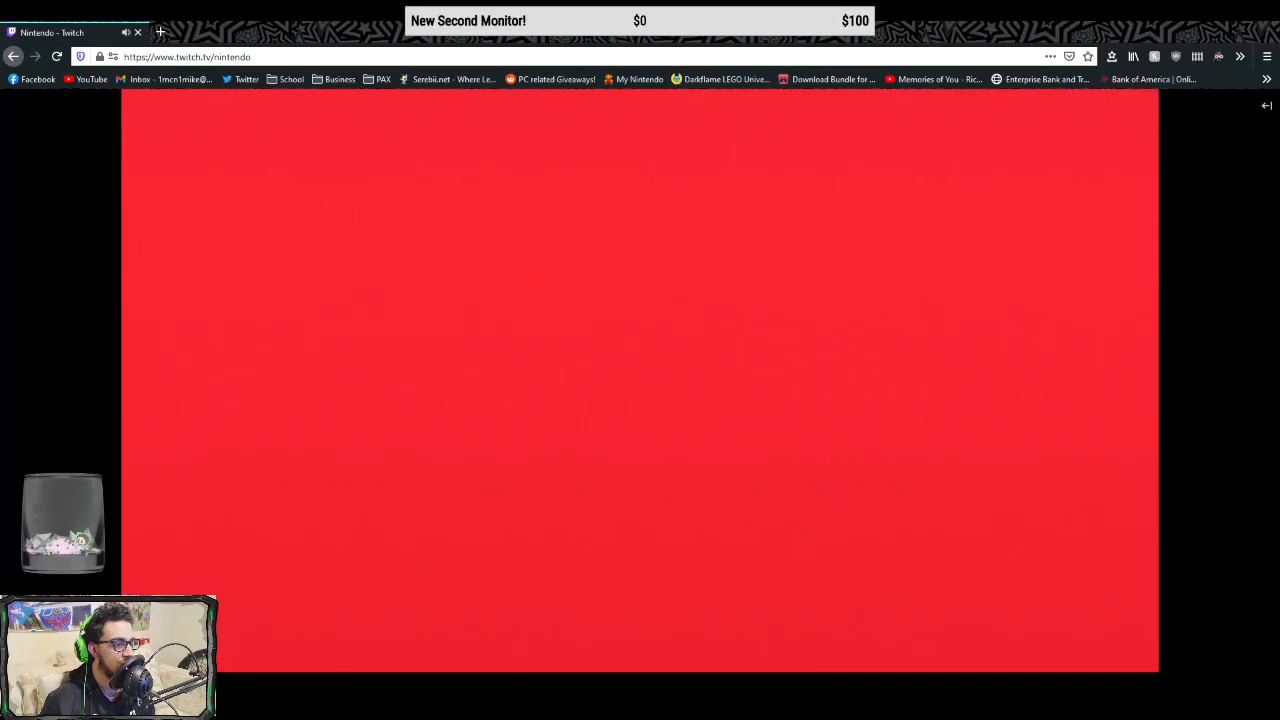 New Second Monitor! $0 $100
Nintendo - Twitch
https://www.twitch.tv/nintendo
Facebook YouTube Inbox - 1mcn1mike@... Twitter School Business PAX Serebii.net - Where Le... PC related Giveaways! My Nintendo Darkflame LEGO Unive... Download Bundle for ... Memories of You - Ric... Enterprise Bank and Tr... Bank of America | Onli...